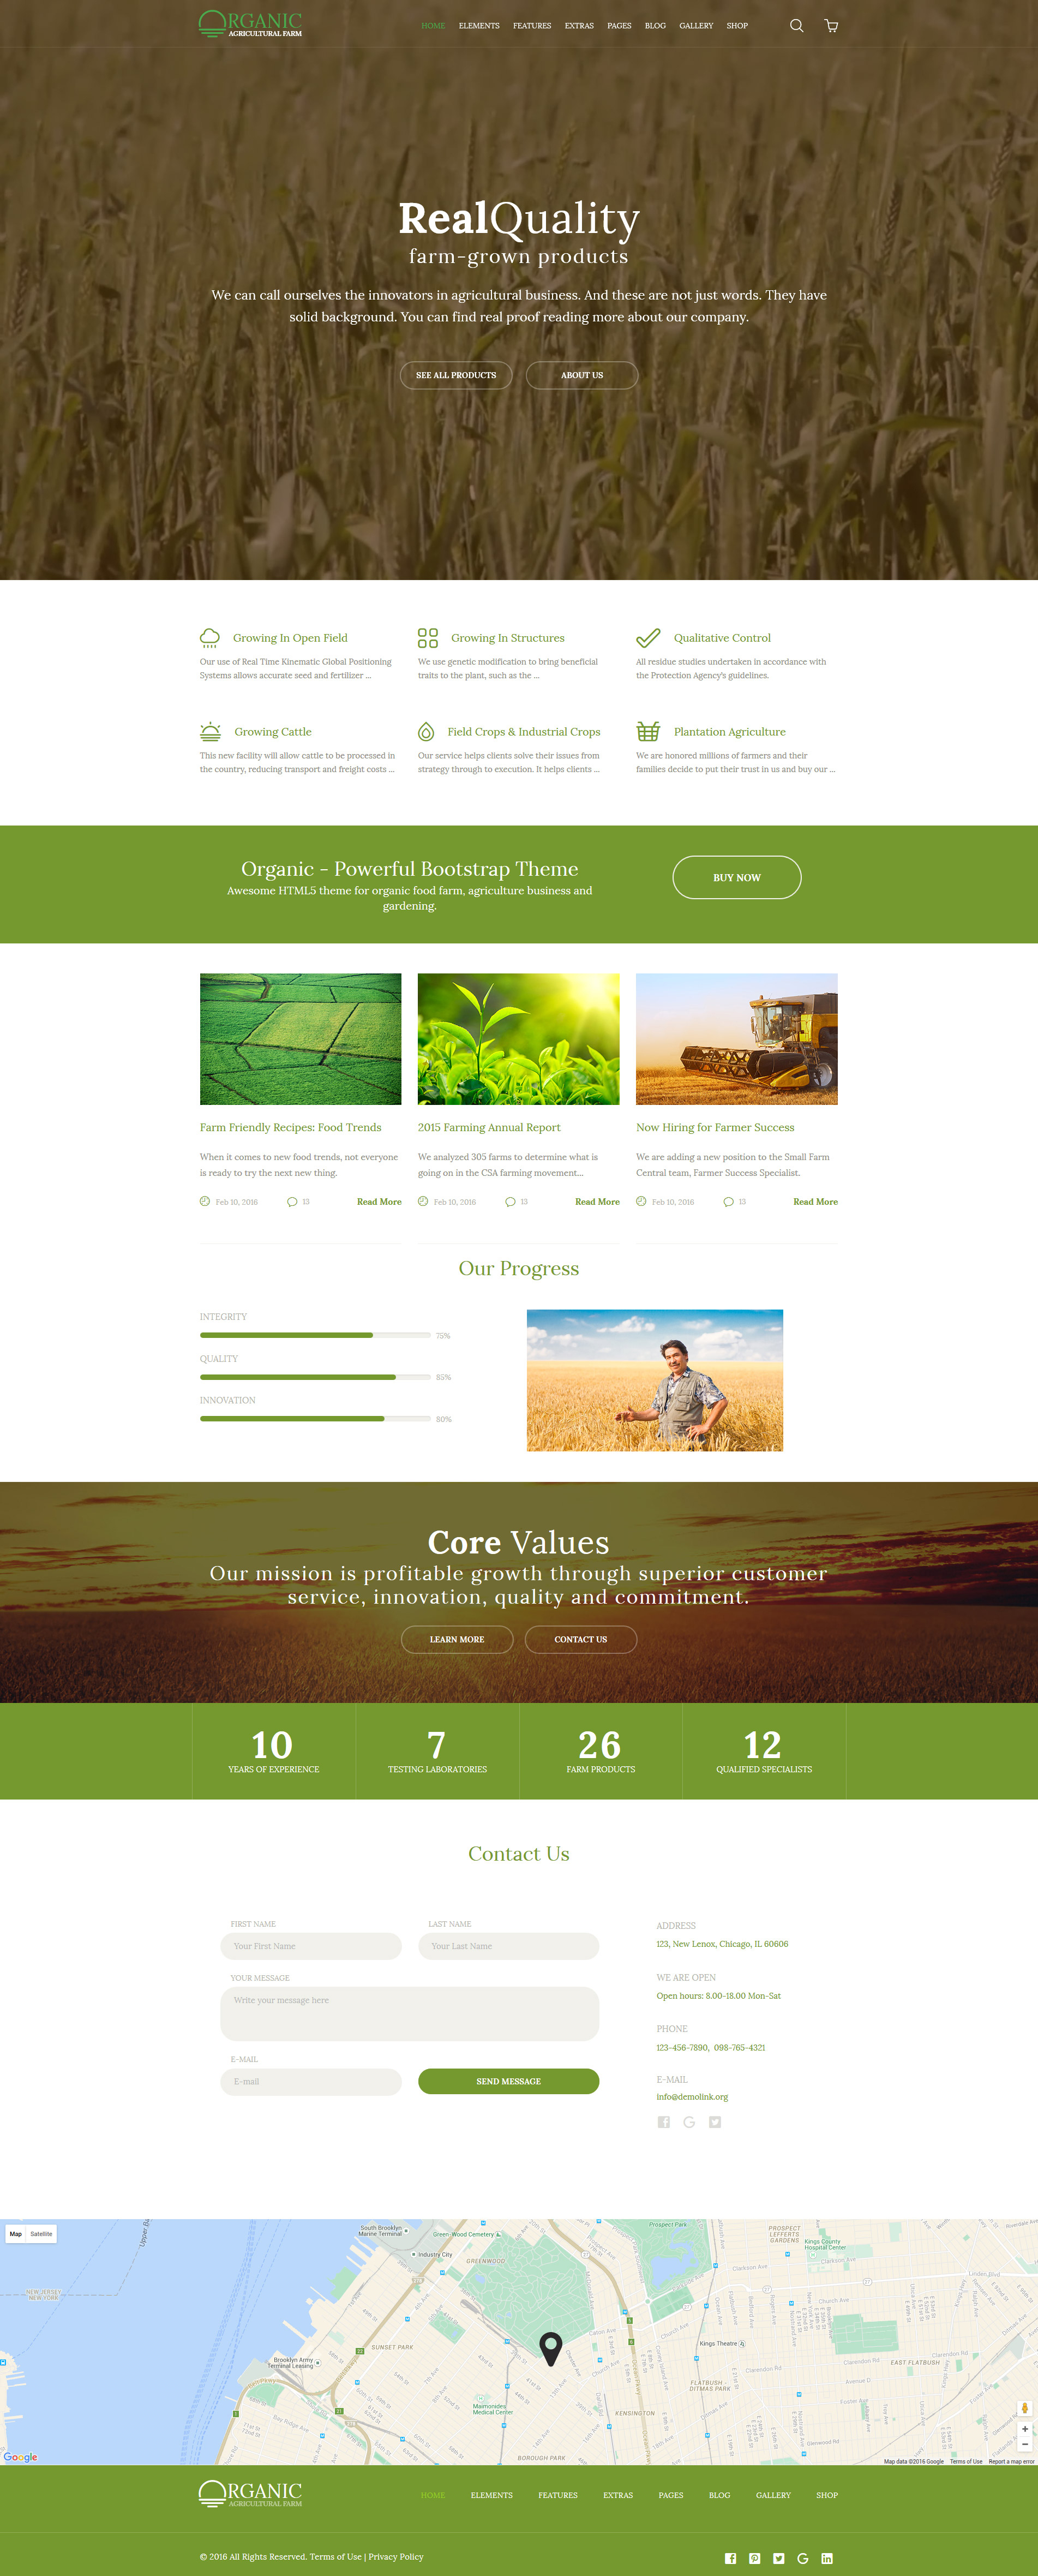 ORGANIC
AGRICULTURAL FARM
HOME ELEMENTS FEATURES EXTRAS PAGES BLOG GALLERY SHOP
RealQuality
farm-grown products
We can call ourselves the innovators in agricultural business. And these are not just words. They have
solid background. You can find real proof reading more about our company.
SEE ALL PRODUCTS ABOUT US
Growing In Open Field
Our use of Real Time Kinematic Global Positioning
Systems allows accurate seed and fertilizer ...
Growing In Structures
We use genetic modification to bring beneficial
traits to the plant, such as the ...
Qualitative Control
All residue studies undertaken in accordance with
the Protection Agency's guidelines.
Growing Cattle
This new facility will allow cattle to be processed in
the country, reducing transport and freight costs ...
Field Crops & Industrial Crops
Our service helps clients solve their issues from
strategy through to execution. It helps clients ...
Plantation Agriculture
We are honored millions of farmers and their
families decide to put their trust in us and buy our ...
Organic - Powerful Bootstrap Theme
Awesome HTML5 theme for organic food farm, agriculture business and
gardening.
BUY NOW
Farm Friendly Recipes: Food Trends
When it comes to new food trends, not everyone
is ready to try the next new thing.
Feb 10, 2016 13 Read More
2015 Farming Annual Report
We analyzed 305 farms to determine what is
going on in the CSA farming movement...
Feb 10, 2016 13 Read More
Now Hiring for Farmer Success
We are adding a new position to the Small Farm
Central team, Farmer Success Specialist.
Feb 10, 2016 13 Read More
Our Progress
INTEGRITY
75%
QUALITY
85%
INNOVATION
80%
Core Values
Our mission is profitable growth through superior customer
service, innovation, quality and commitment.
LEARN MORE CONTACT US
10
YEARS OF EXPERIENCE
7
TESTING LABORATORIES
26
FARM PRODUCTS
12
QUALIFIED SPECIALISTS
Contact Us
FIRST NAME
Your First Name
LAST NAME
Your Last Name
YOUR MESSAGE
Write your message here
E-MAIL
E-mail
SEND MESSAGE
ADDRESS
123, New Lenox, Chicago, IL 60606
WE ARE OPEN
Open hours: 8.00-18.00 Mon-Sat
PHONE
123-456-7890, 098-765-4321
E-MAIL
info@demolink.org
Map Satellite
Upper Ba
NEW JERSEY
NEW YORK
South Brooklyn
Marine Terminal
Industry City
Green-Wood Cemetery
GREENWOOD
Prospect Park
PROSPECT
LEFFERTS
GARDENS
Kings County
Hospital Center
SUNSET PARK
Brooklyn Army
Terminal Leasing
Kings Theatre
EAST FLATBUSH
FLATBUSH -
DITMAS PARK
Maimonides
Medical Center
KENSINGTON
BOROUGH PARK
Google
Map data ©2016 Google Terms of Use Report a map error
ORGANIC
AGRICULTURAL FARM
HOME ELEMENTS FEATURES EXTRAS PAGES BLOG GALLERY SHOP
© 2016 All Rights Reserved. Terms of Use | Privacy Policy